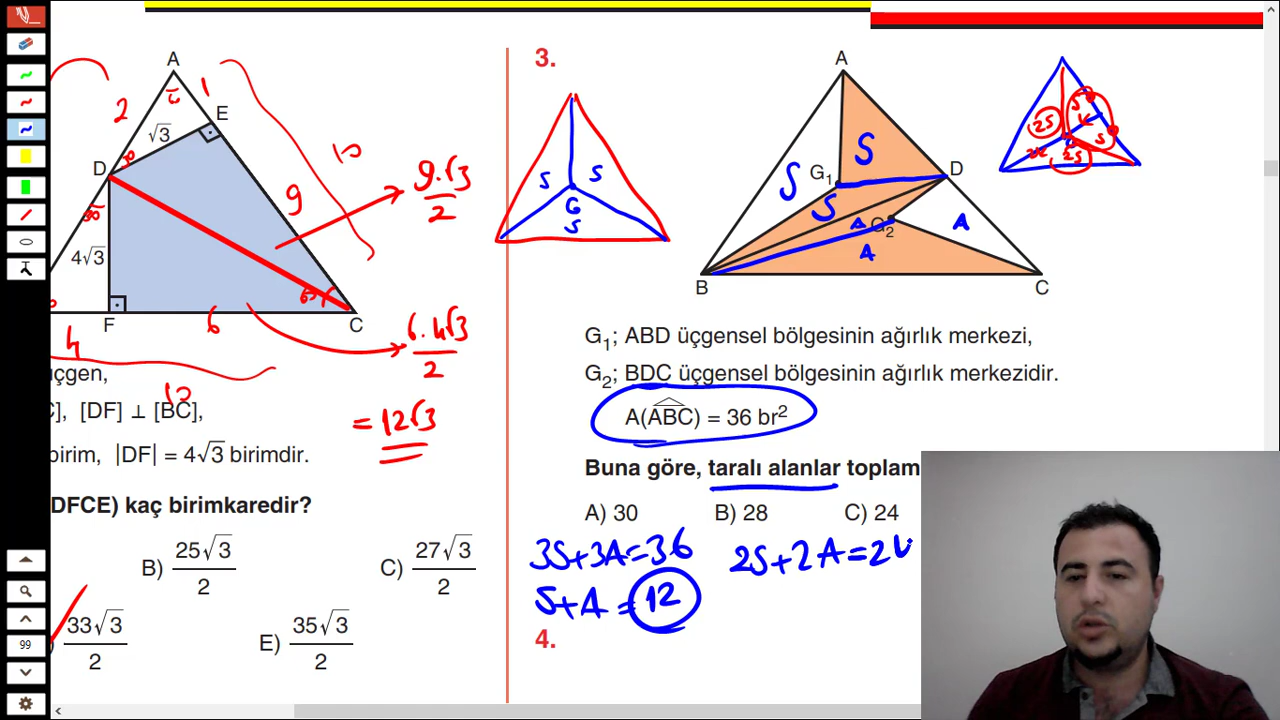 A
E
D
F
C
2
1
√3
10
9
30
4√3
6
4
10
9.√3
2
6.4√3
2
= 12√3
üçgen,
C], [DF] ⊥ [BC],
birim, |DF| = 4√3 birimdir.
DFCE) kaç birimkaredir?
B) 25√3
2
C) 27√3
2
) 33√3
2
E) 35√3
2
3.
S
S
G
S
A
B
C
D
G1
G2
S
S
S
A
A
A
2S
S
S
2S
G1; ABD üçgensel bölgesinin ağırlık merkezi,
G2; BDC üçgensel bölgesinin ağırlık merkezidir.
A(ABC) = 36 br²
Buna göre, taralı alanlar toplam
A) 30 B) 28 C) 24
3S+3A=36 2S+2A=24
S+A=12
4.
99